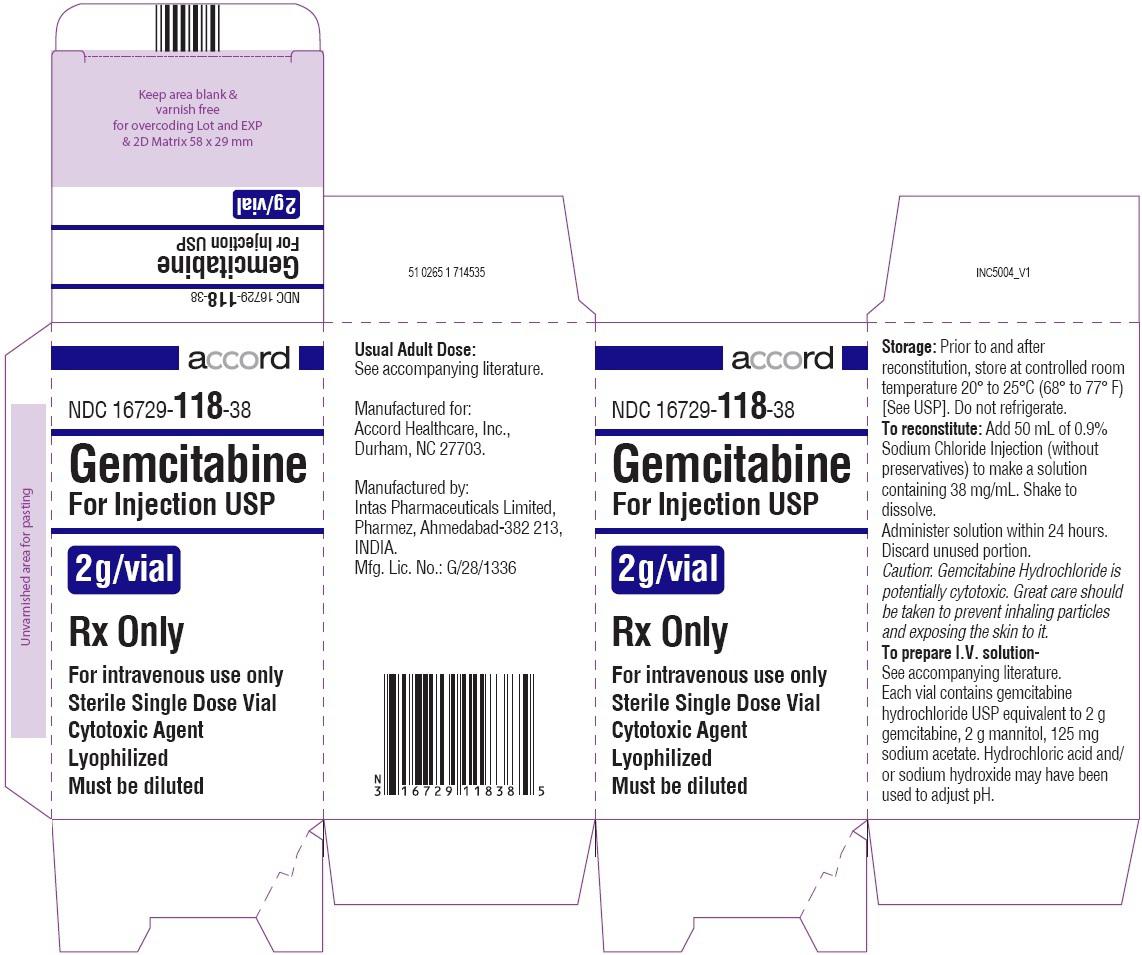 Keep area blank &
varnish free
for overcoding Lot and EXP
& 2D Matrix 58 x 29 mm
2g/vial
For Injection USP
Gemcitabine
NDC 16729-118-38
Unvarnished area for pasting
accord
NDC 16729-118-38
Gemcitabine
For Injection USP
2g/vial
Rx Only
For intravenous use only
Sterile Single Dose Vial
Cytotoxic Agent
Lyophilized
Must be diluted
51 0265 1 714535
Usual Adult Dose:
See accompanying literature.
Manufactured for:
Accord Healthcare, Inc.,
Durham, NC 27703.
Manufactured by:
Intas Pharmaceuticals Limited,
Pharmez, Ahmedabad-382 213,
INDIA.
Mfg. Lic. No.: G/28/1336
N
3 16729 11838 5
accord
NDC 16729-118-38
Gemcitabine
For Injection USP
2g/vial
Rx Only
For intravenous use only
Sterile Single Dose Vial
Cytotoxic Agent
Lyophilized
Must be diluted
INC5004_V1
Storage: Prior to and after
reconstitution, store at controlled room
temperature 20° to 25°C (68° to 77° F)
[See USP]. Do not refrigerate.
To reconstitute: Add 50 mL of 0.9%
Sodium Chloride Injection (without
preservatives) to make a solution
containing 38 mg/mL. Shake to
dissolve.
Administer solution within 24 hours.
Discard unused portion.
Caution: Gemcitabine Hydrochloride is
potentially cytotoxic. Great care should
be taken to prevent inhaling particles
and exposing the skin to it.
To prepare I.V. solution-
See accompanying literature.
Each vial contains gemcitabine
hydrochloride USP equivalent to 2 g
gemcitabine, 2 g mannitol, 125 mg
sodium acetate. Hydrochloric acid and/
or sodium hydroxide may have been
used to adjust pH.